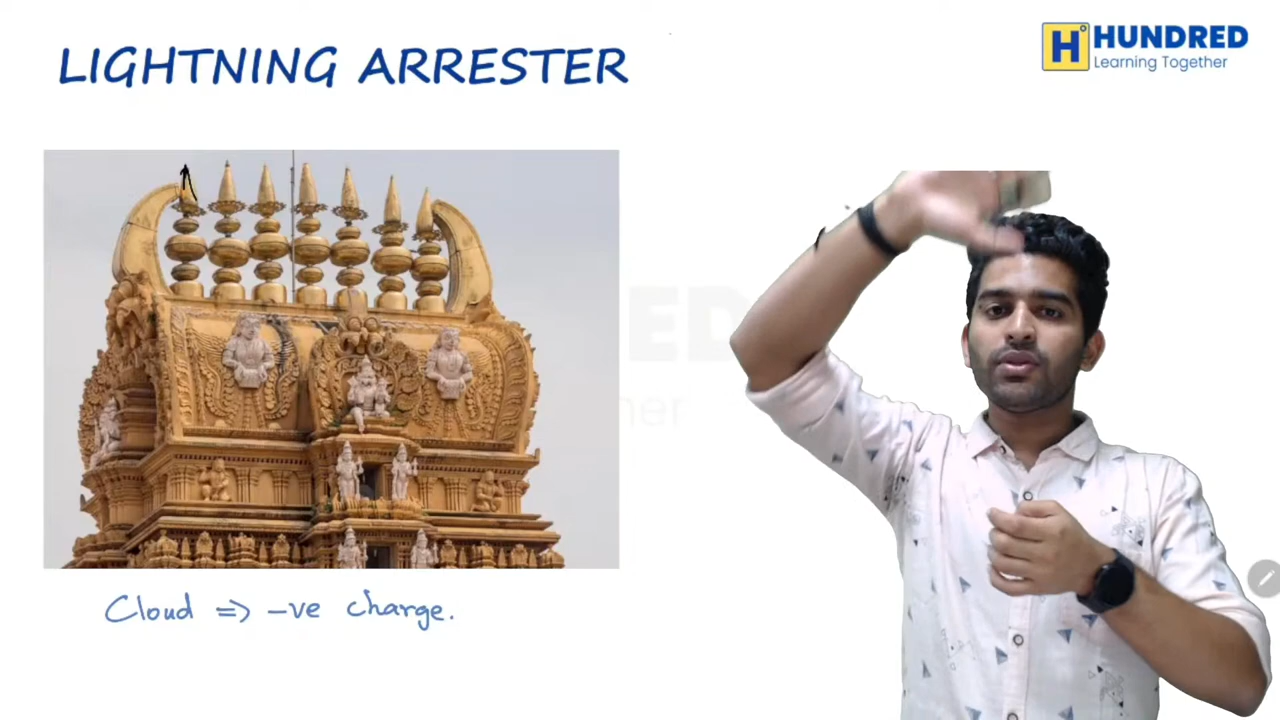 LIGHTNING ARRESTER
H° HUNDRED
Learning Together
Cloud => -ve charge.